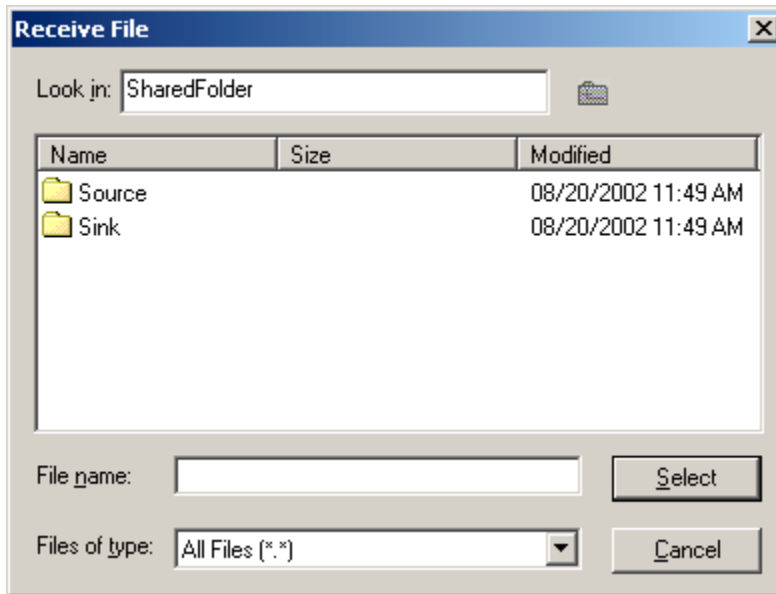 Receive File
Look in: SharedFolder
Name Size Modified
Source 08/20/2002 11:49 AM
Sink 08/20/2002 11:49 AM
File name: Select
Files of type: All Files (*.*) Cancel